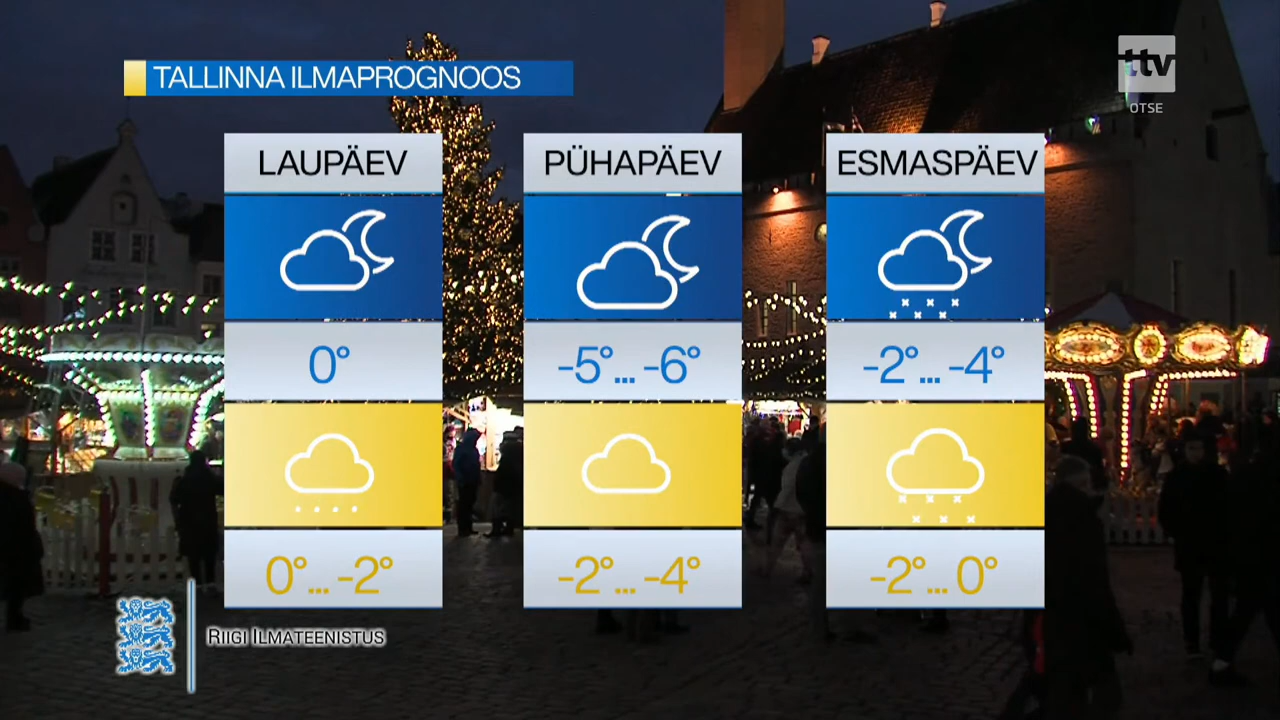 TALLINNA ILMAPROGNOOS
ttv
OTSE
LAUPÄEV
PÜHAPÄEV
ESMASPÄEV
0°
-5°... -6°
-2°... -4°
0°... -2°
-2°... -4°
-2°... 0°
RIIGI ILMATEENISTUS